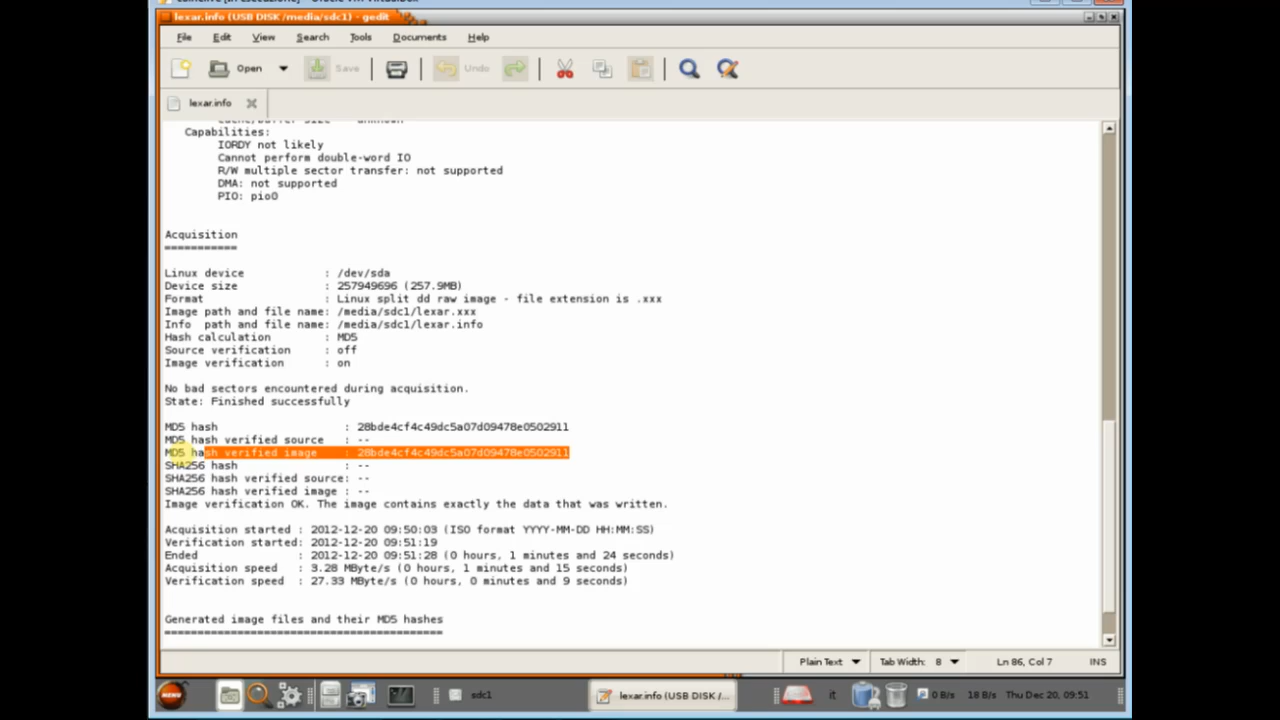 lexar.info (USB DISK /media/sdc1) - gedit
File Edit View Search Tools Documents Help
Open Save Undo
lexar.info
Capabilities:
IORDY not likely
Cannot perform double-word IO
R/W multiple sector transfer: not supported
DMA: not supported
PIO: pio0
Acquisition
===========
Linux device : /dev/sda
Device size : 257949696 (257.9MB)
Format : Linux split dd raw image - file extension is .xxx
Image path and file name: /media/sdc1/lexar.xxx
Info path and file name: /media/sdc1/lexar.info
Hash calculation : MD5
Source verification : off
Image verification : on
No bad sectors encountered during acquisition.
State: Finished successfully
MD5 hash : 28bde4cf4c49dc5a07d09478e0502911
MD5 hash verified source : --
MD5 hash verified image : 28bde4cf4c49dc5a07d09478e0502911
SHA256 hash : --
SHA256 hash verified source: --
SHA256 hash verified image : --
Image verification OK. The image contains exactly the data that was written.
Acquisition started : 2012-12-20 09:50:03 (ISO format YYYY-MM-DD HH:MM:SS)
Verification started: 2012-12-20 09:51:19
Ended : 2012-12-20 09:51:28 (0 hours, 1 minutes and 24 seconds)
Acquisition speed : 3.28 MByte/s (0 hours, 1 minutes and 15 seconds)
Verification speed : 27.33 MByte/s (0 hours, 0 minutes and 9 seconds)
Generated image files and their MD5 hashes
==========================================
Plain Text Tab Width: 8 Ln 86, Col 7 INS
MENU sdc1 lexar.info (USB DISK /... it 0 B/s 18 B/s Thu Dec 20, 09:51